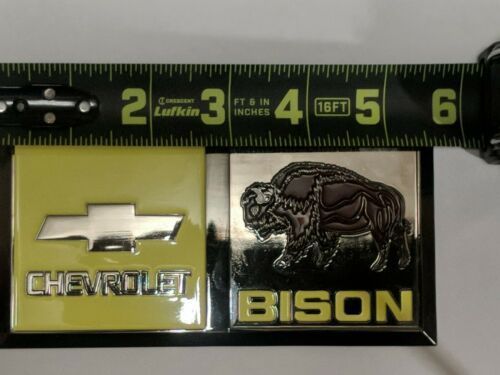 2 CRESCENT Lufkin 3 FT & IN INCHES 4 16FT 5 6
CHEVROLET
BISON